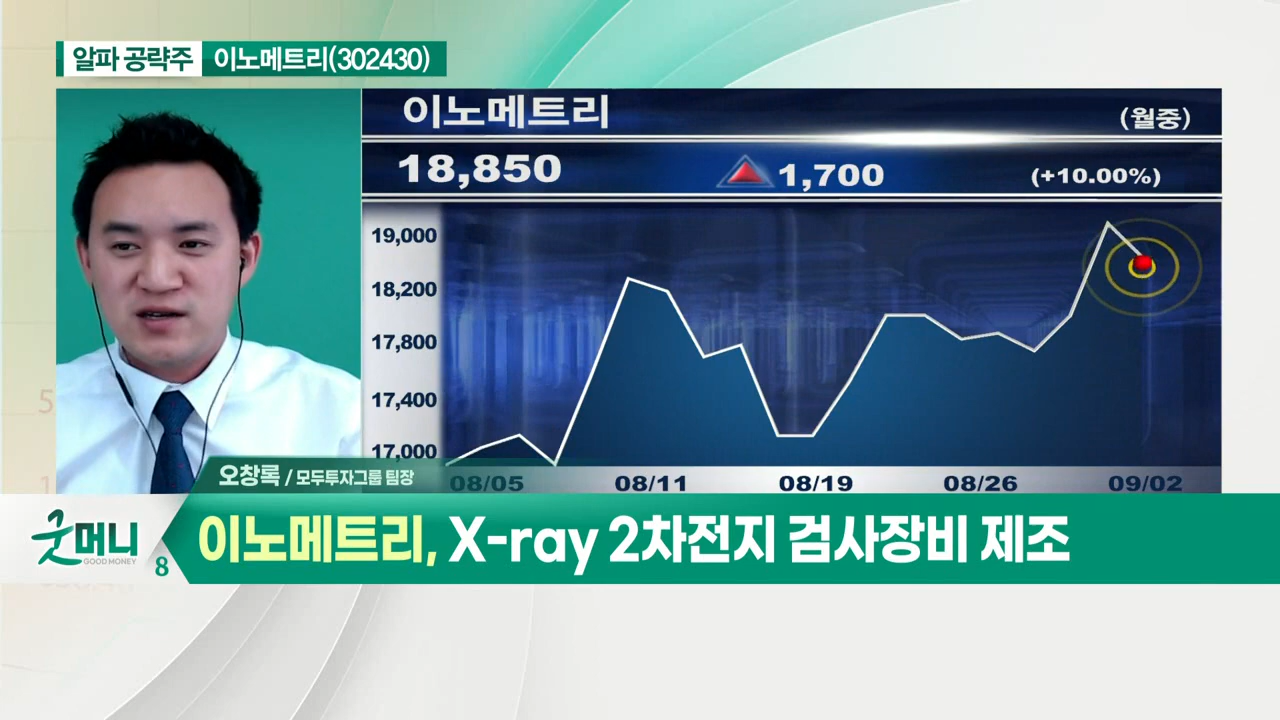 알파 공략주 이노메트리(302430)
이노메트리 (월중)
18,850 1,700 (+10.00%)
19,000
18,200
17,800
17,400
17,000
08/05 08/11 08/19 08/26 09/02
오창록 / 모두투자그룹 팀장
굿머니
GOOD MONEY
8
이노메트리, X-ray 2차전지 검사장비 제조